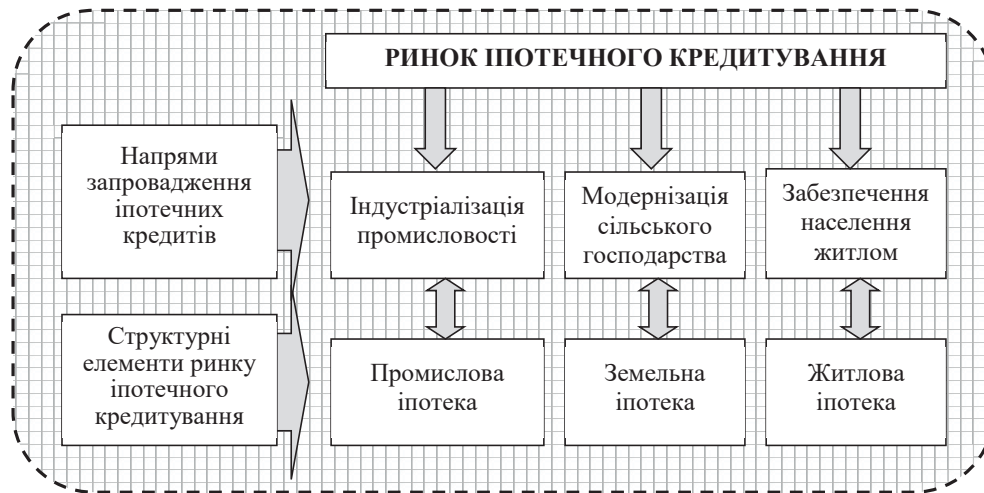 РИНОК ІПОТЕЧНОГО КРЕДИТУВАННЯ
Напрями
запровадження
іпотечних
кредитів
Індустріалізація
промисловості
Модернізація
сільського
господарства
Забезпечення
населення
житлом
Структурні
елементи ринку
іпотечного
кредитування
Промислова
іпотека
Земельна
іпотека
Житлова
іпотека